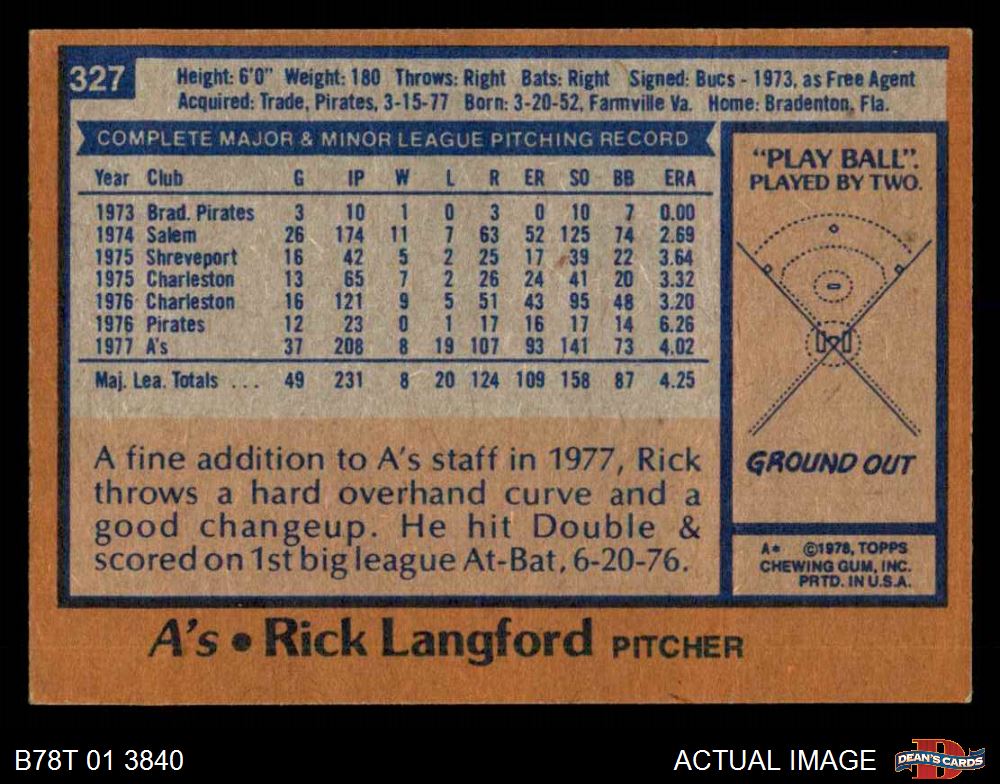 327
Height: 6'0" Weight: 180 Throws: Right Bats: Right Signed: Bucs - 1973, as Free Agent
Acquired: Trade, Pirates, 3-15-77 Born: 3-20-52, Farmville Va. Home: Bradenton, Fla.
COMPLETE MAJOR & MINOR LEAGUE PITCHING RECORD
Year Club G IP W L R ER SO BB ERA
1973 Brad. Pirates 3 10 1 0 3 0 10 7 0.00
1974 Salem 26 174 11 7 63 52 125 74 2.69
1975 Shreveport 16 42 5 2 25 17 39 22 3.64
1975 Charleston 13 65 7 2 26 24 41 20 3.32
1976 Charleston 16 121 9 5 51 43 95 48 3.20
1976 Pirates 12 23 0 1 17 16 17 14 6.26
1977 A's 37 208 8 19 107 93 141 73 4.02
Maj. Lea. Totals ... 49 231 8 20 124 109 158 87 4.25
A fine addition to A's staff in 1977, Rick
throws a hard overhand curve and a
good changeup. He hit Double &
scored on 1st big league At-Bat, 6-20-76.
"PLAY BALL".
PLAYED BY TWO.
GROUND OUT
A* ©1978, TOPPS
CHEWING GUM, INC.
PRTD. IN U.S.A.
A's • Rick Langford PITCHER
B78T 01 3840
ACTUAL IMAGE
DEAN'S CARDS